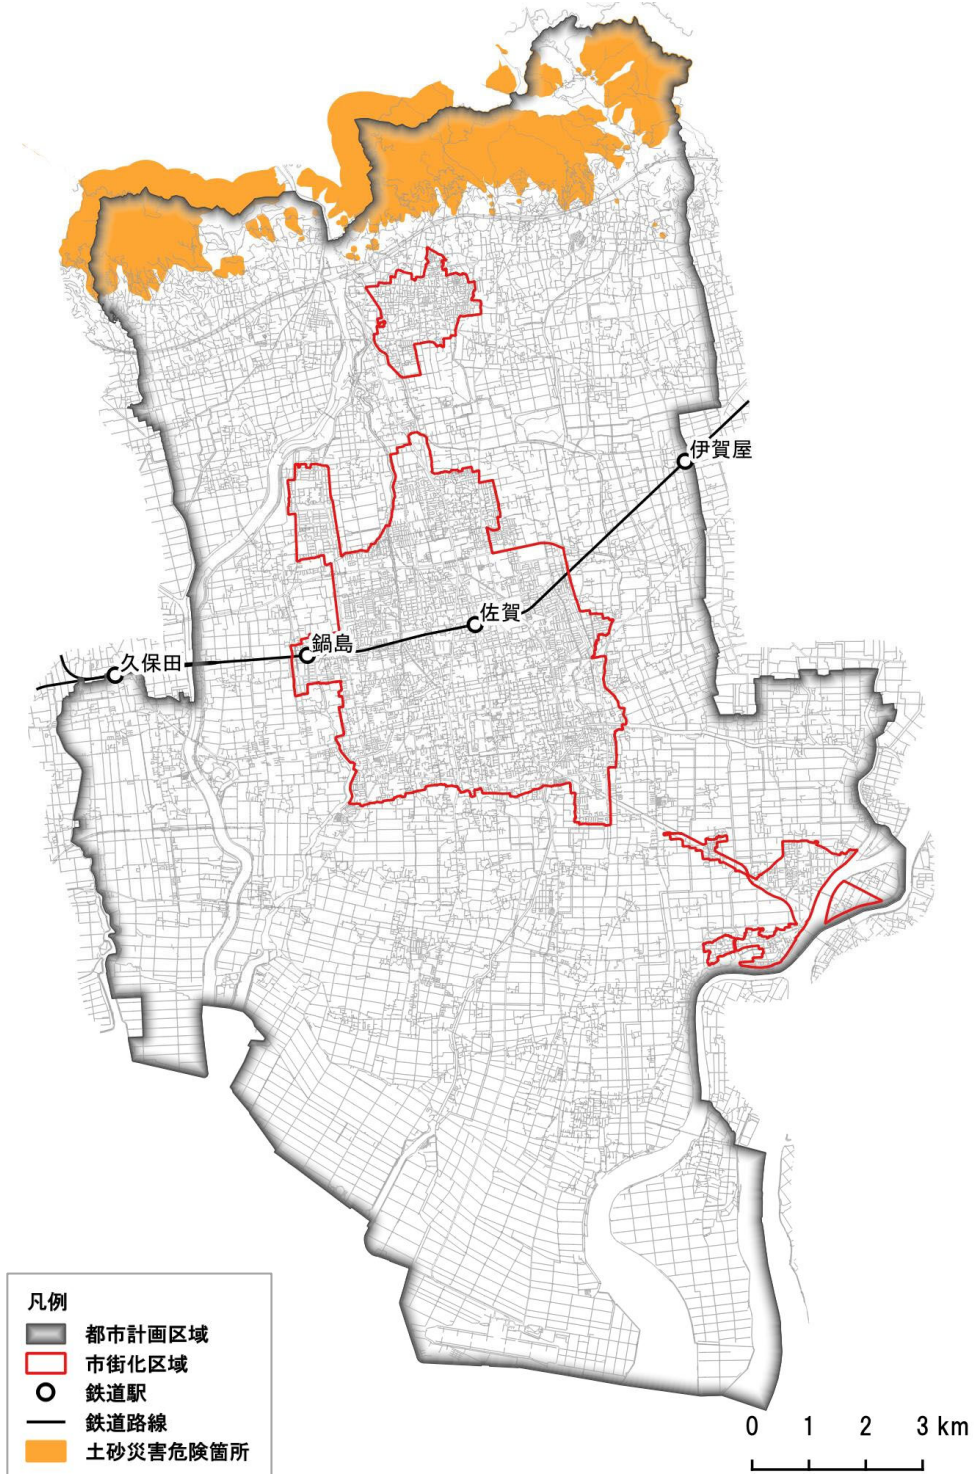 伊賀屋
佐賀
鍋島
久保田
凡例
都市計画区域
市街化区域
鉄道駅
鉄道路線
土砂災害危険箇所
0 1 2 3 km